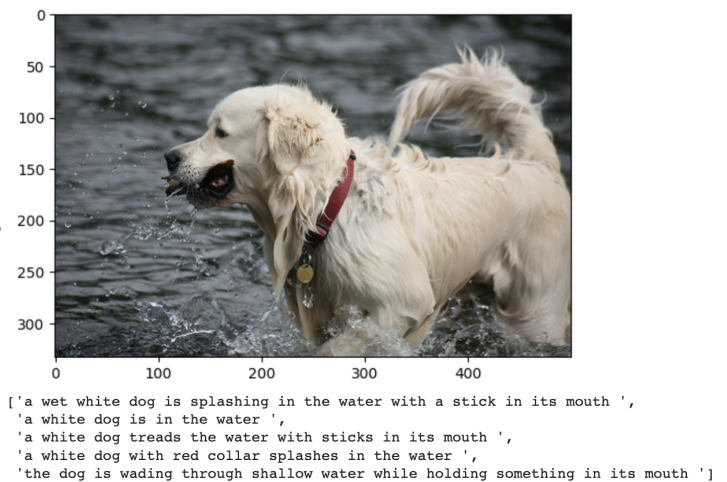 0
50
100
150
200
250
300
0 100 200 300 400
['a wet white dog is splashing in the water with a stick in its mouth ',
'a white dog is in the water ',
'a white dog treads the water with sticks in its mouth ',
'a white dog with red collar splashes in the water ',
'the dog is wading through shallow water while holding something in its mouth ']